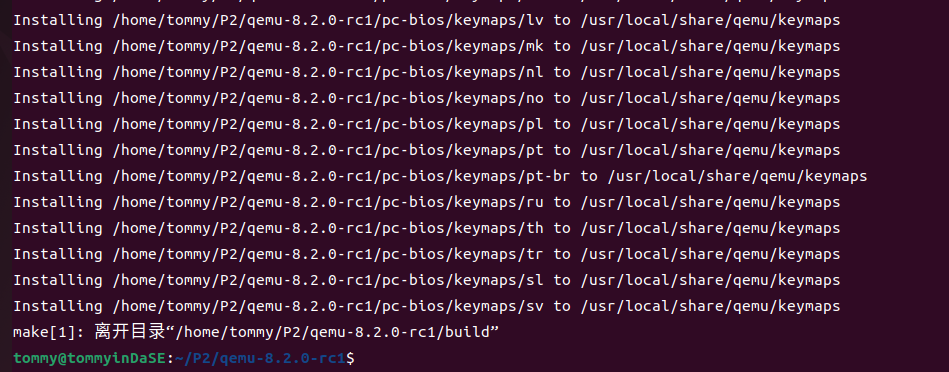 Installing /home/tommy/P2/qemu-8.2.0-rc1/pc-bios/keymaps/lv to /usr/local/share/qemu/keymaps
Installing /home/tommy/P2/qemu-8.2.0-rc1/pc-bios/keymaps/mk to /usr/local/share/qemu/keymaps
Installing /home/tommy/P2/qemu-8.2.0-rc1/pc-bios/keymaps/nl to /usr/local/share/qemu/keymaps
Installing /home/tommy/P2/qemu-8.2.0-rc1/pc-bios/keymaps/no to /usr/local/share/qemu/keymaps
Installing /home/tommy/P2/qemu-8.2.0-rc1/pc-bios/keymaps/pl to /usr/local/share/qemu/keymaps
Installing /home/tommy/P2/qemu-8.2.0-rc1/pc-bios/keymaps/pt to /usr/local/share/qemu/keymaps
Installing /home/tommy/P2/qemu-8.2.0-rc1/pc-bios/keymaps/pt-br to /usr/local/share/qemu/keymaps
Installing /home/tommy/P2/qemu-8.2.0-rc1/pc-bios/keymaps/ru to /usr/local/share/qemu/keymaps
Installing /home/tommy/P2/qemu-8.2.0-rc1/pc-bios/keymaps/th to /usr/local/share/qemu/keymaps
Installing /home/tommy/P2/qemu-8.2.0-rc1/pc-bios/keymaps/tr to /usr/local/share/qemu/keymaps
Installing /home/tommy/P2/qemu-8.2.0-rc1/pc-bios/keymaps/sl to /usr/local/share/qemu/keymaps
Installing /home/tommy/P2/qemu-8.2.0-rc1/pc-bios/keymaps/sv to /usr/local/share/qemu/keymaps
make[1]: 离开目录“/home/tommy/P2/qemu-8.2.0-rc1/build”
tommy@tommyinDaSE:~/P2/qemu-8.2.0-rc1$